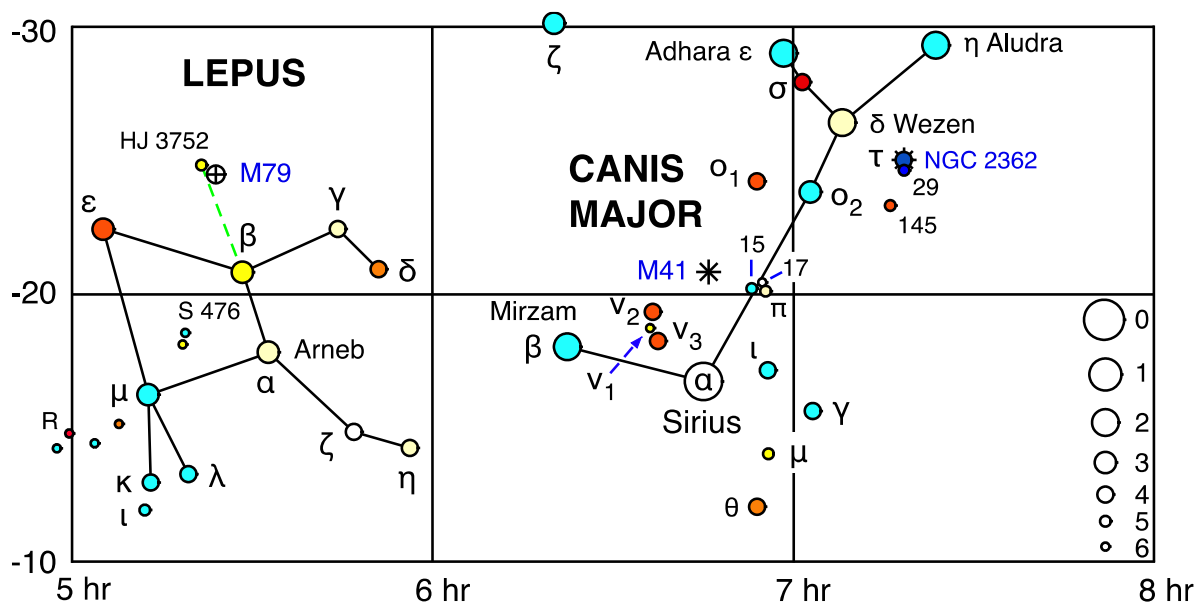 -30
ζ
Adhara ε
η Aludra
LEPUS
σ
HJ 3752
δ Wezen
M79
CANIS
MAJOR
τ
NGC 2362
ο1
ο2
29
ε
γ
145
β
15
17
M41
δ
-20
S 476
Mirzam
ν2
π
0
β
ν3
Arneb
ν1
ι
α
α
1
μ
Sirius
γ
R
2
ζ
μ
3
η
κ
λ
4
θ
ι
5
6
-10
5 hr
6 hr
7 hr
8 hr